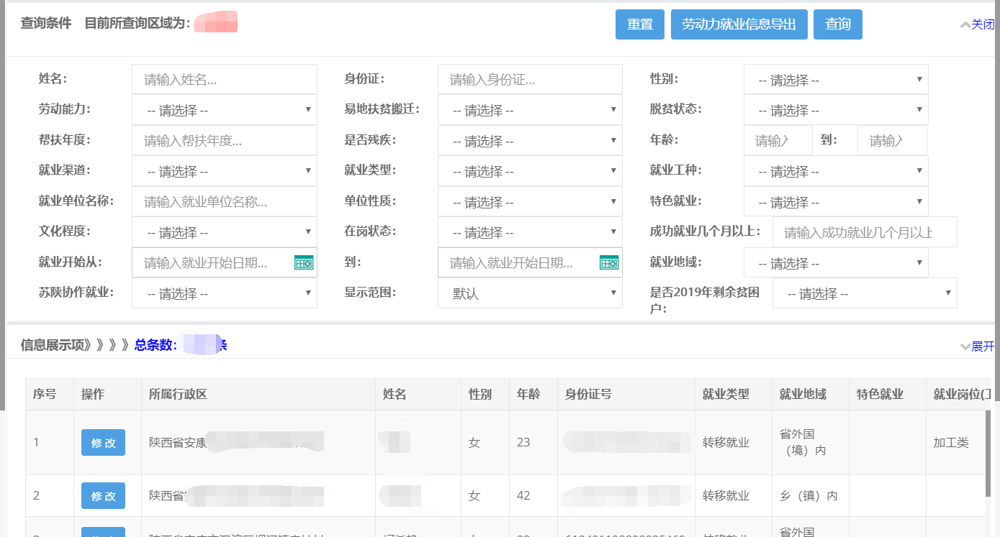 查询条件 目前所查询区域为: 重置 劳动力就业信息导出 查询 关闭
姓名: 请输入姓名... 身份证: 请输入身份证... 性别: -- 请选择 --
劳动能力: -- 请选择 -- 易地扶贫搬迁: -- 请选择 -- 脱贫状态: -- 请选择 --
帮扶年度: 请输入帮扶年度... 是否残疾: -- 请选择 -- 年龄: 请输入 到: 请输入
就业渠道: -- 请选择 -- 就业类型: -- 请选择 -- 就业工种: -- 请选择 --
就业单位名称: 请输入就业单位名称... 单位性质: -- 请选择 -- 特色就业: -- 请选择 --
文化程度: -- 请选择 -- 在岗状态: -- 请选择 -- 成功就业几个月以上: 请输入成功就业几个月以上
就业开始从: 请输入就业开始日期... 到: 请输入就业开始日期... 就业地域: -- 请选择 --
苏陕协作就业: -- 请选择 -- 显示范围: 默认 是否2019年剩余贫困 -- 请选择 --
户:
信息展示项》》》》总条数: 条 展开
序号 操作 所属行政区 姓名 性别 年龄 身份证号 就业类型 就业地域 特色就业 就业岗位(工
1 修改 陕西省安康 女 23 转移就业 省外国 加工类
（境）内
2 修改 陕西省 女 42 转移就业 乡（镇）内
省外国